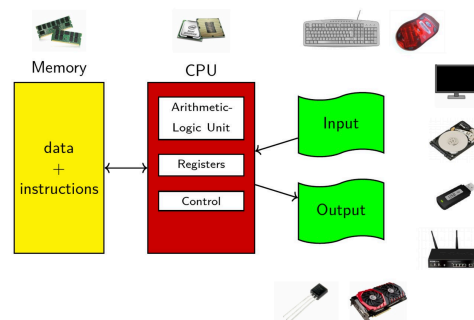 Memory
CPU
data
+
instructions
Arithmetic-
Logic Unit
Registers
Control
Input
Output